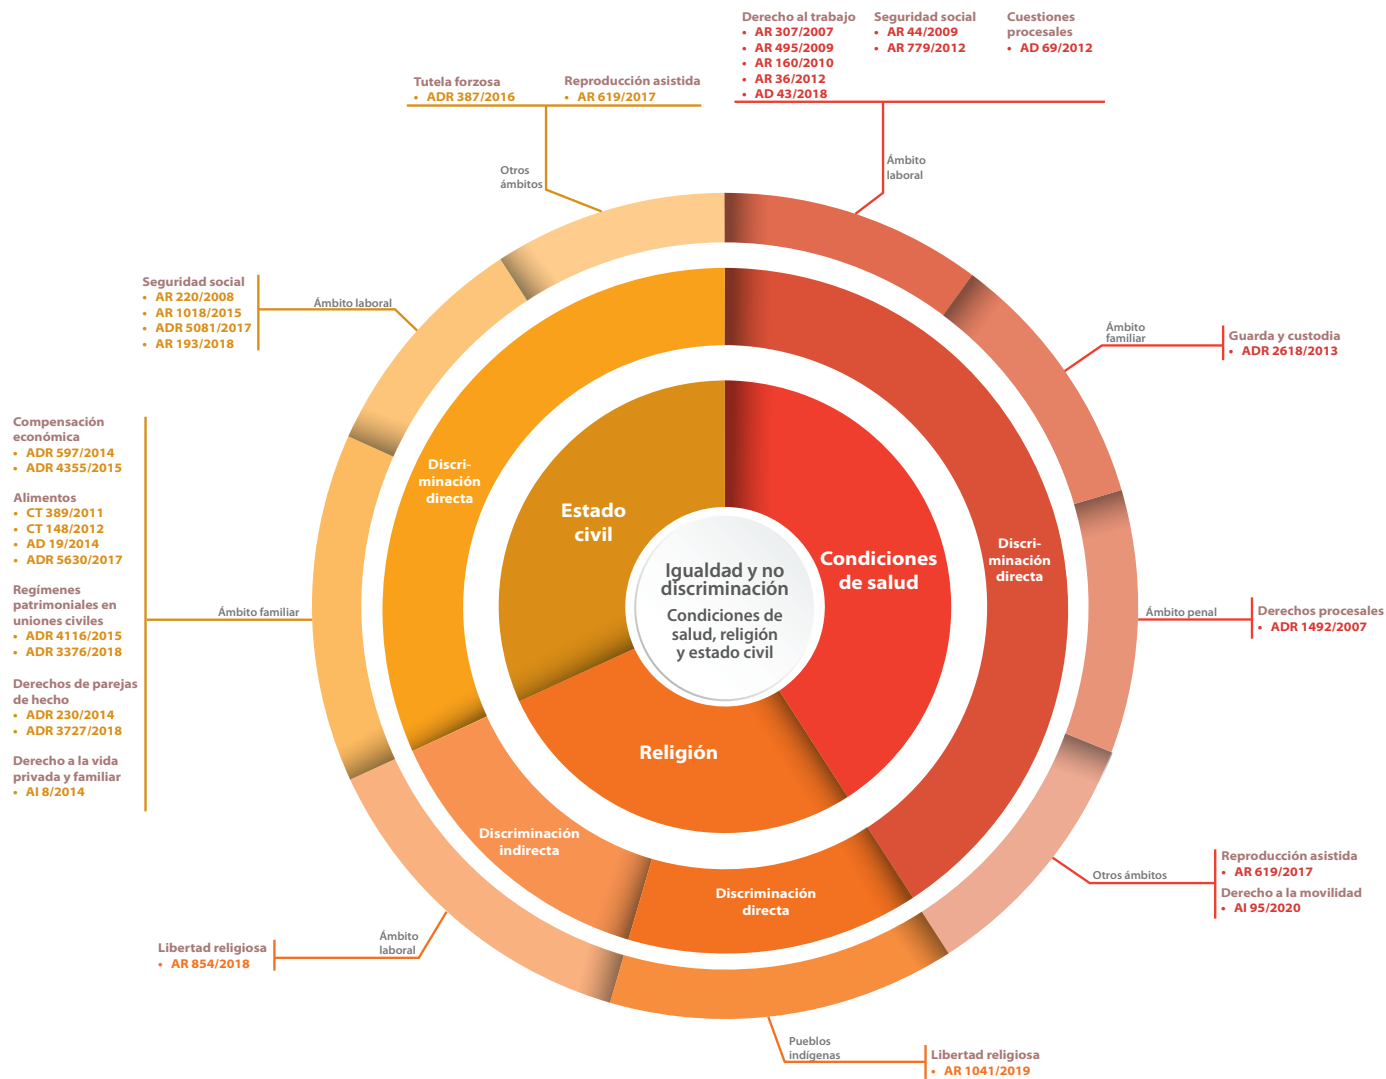 Derecho al trabajo
• AR 307/2007
• AR 495/2009
• AR 160/2010
• AR 36/2012
• AD 43/2018
Seguridad social
• AR 44/2009
• AR 779/2012
Cuestiones
procesales
• AD 69/2012
Ámbito
laboral
Tutela forzosa
• ADR 387/2016
Reproducción asistida
• AR 619/2017
Otros
ámbitos
Seguridad social
• AR 220/2008
• AR 1018/2015
• ADR 5081/2017
• AR 193/2018
Ámbito laboral
Ámbito
familiar
Guarda y custodia
• ADR 2618/2013
Compensación
económica
• ADR 597/2014
• ADR 4355/2015
Alimentos
• CT 389/2011
• CT 148/2012
• AD 19/2014
• ADR 5630/2017
Regímenes
patrimoniales en
uniones civiles
• ADR 4116/2015
• ADR 3376/2018
Derechos de parejas
de hecho
• ADR 230/2014
• ADR 3727/2018
Derecho a la vida
privada y familiar
• AI 8/2014
Ámbito familiar
Discri-
minación
directa
Estado
civil
Igualdad y no
discriminación
Condiciones de
salud, religión
y estado civil
Condiciones
de salud
Discri-
minación
directa
Ámbito penal
Derechos procesales
• ADR 1492/2007
Religión
Discriminación
indirecta
Discriminación
directa
Otros ámbitos
Reproducción asistida
• AR 619/2017
Derecho a la movilidad
• AI 95/2020
Ámbito
laboral
Libertad religiosa
• AR 854/2018
Pueblos
indígenas
Libertad religiosa
• AR 1041/2019